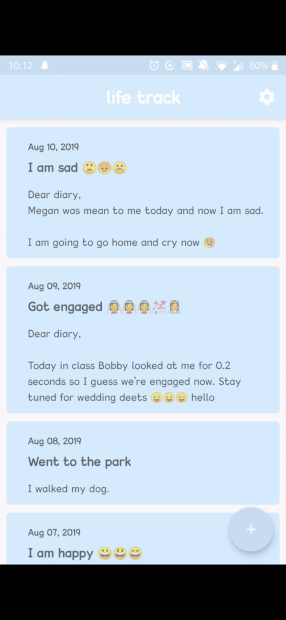 10:12
60%
life track
Aug 10, 2019
I am sad 🙁😢☹️
Dear diary,
Megan was mean to me today and now I am sad.
I am going to go home and cry now 😢
Aug 09, 2019
Got engaged 👰👰👰💒👰
Dear diary,
Today in class Bobby looked at me for 0.2
seconds so I guess we're engaged now. Stay
tuned for wedding deets 😑😑😑 hello
Aug 08, 2019
Went to the park
I walked my dog.
Aug 07, 2019
I am happy 😄😃😄
+